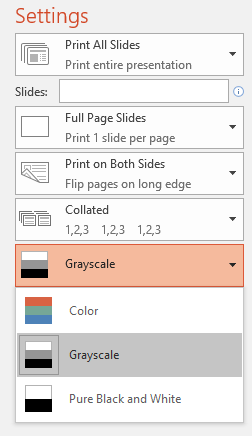 Settings
Print All Slides
Print entire presentation
Slides:
Full Page Slides
Print 1 slide per page
Print on Both Sides
Flip pages on long edge
Collated
1,2,3 1,2,3 1,2,3
Grayscale
Color
Grayscale
Pure Black and White